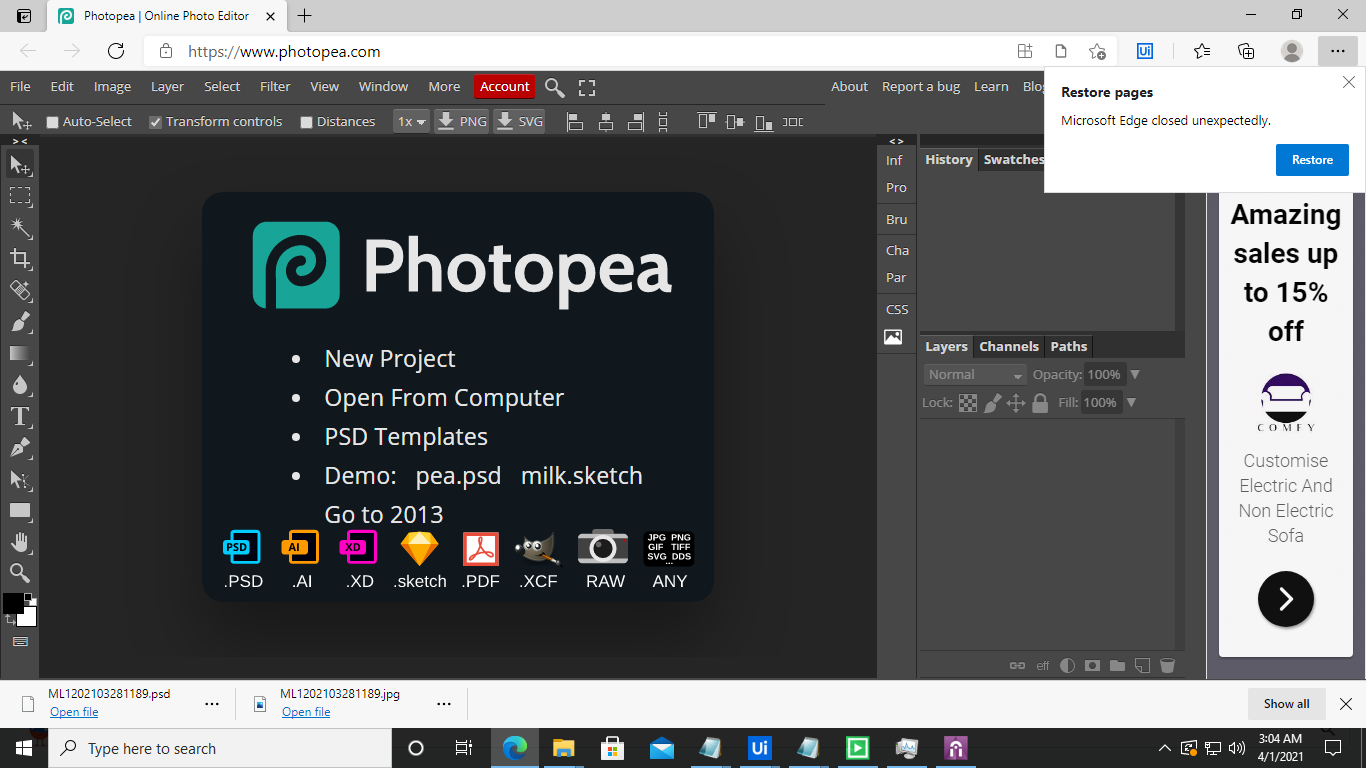 Photopea | Online Photo Editor
https://www.photopea.com
Ui
File Edit Image Layer Select Filter View Window More Account
About Report a bug Learn Blog
Restore pages
Microsoft Edge closed unexpectedly.
Restore
Auto-Select Transform controls Distances 1x PNG SVG
> <
< >
Inf
Pro
Bru
Cha
Par
CSS
History Swatches
Photopea
New Project
Open From Computer
PSD Templates
Demo: pea.psd milk.sketch
Go to 2013
PSD AI XD JPG PNG
GIF TIFF
SVG DDS
...
.PSD .AI .XD .sketch .PDF .XCF RAW ANY
Layers Channels Paths
Normal Opacity: 100%
Lock: Fill: 100%
eff
Amazing
sales up
to 15%
off
COMFY
Customise
Electric And
Non Electric
Sofa
ML1202103281189.psd
Open file
ML1202103281189.jpg
Open file
Show all
Type here to search
Ui
3:04 AM
4/1/2021